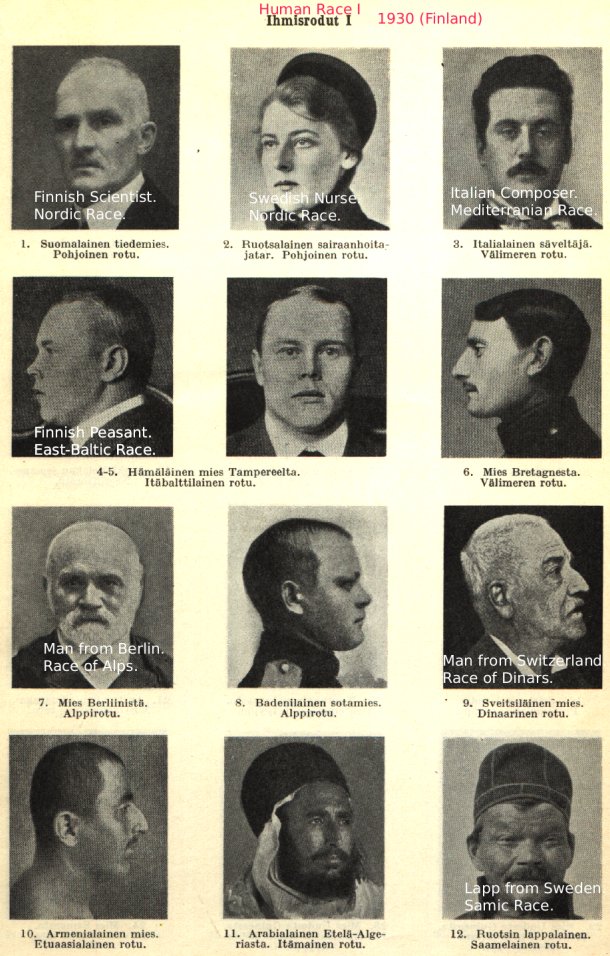 Human Race I
Ihmisrodut I
1930 (Finland)
Finnish Scientist.
Nordic Race.
1. Suomalainen tiedemies.
Pohjoinen rotu.
Swedish Nurse.
Nordic Race.
2. Ruotsalainen sairaanhoita-
jatar. Pohjoinen rotu.
Italian Composer.
Mediterranian Race.
3. Italialainen säveltäjä.
Välimeren rotu.
Finnish Peasant.
East-Baltic Race.
4-5. Hämäläinen mies Tampereelta.
Itäbalttilainen rotu.
6. Mies Bretagnesta.
Välimeren rotu.
Man from Berlin.
Race of Alps.
7. Mies Berliinistä.
Alppirotu.
8. Badenilainen sotamies.
Alppirotu.
Man from Switzerland
Race of Dinars.
9. Sveitsiläinen mies.
Dinaarinen rotu.
10. Armenialainen mies.
Etuaasialainen rotu.
11. Arabialainen Etelä-Alge-
riasta. Itämainen rotu.
Lapp from Sweden
Samic Race.
12. Ruotsin lappalainen.
Saamelainen rotu.